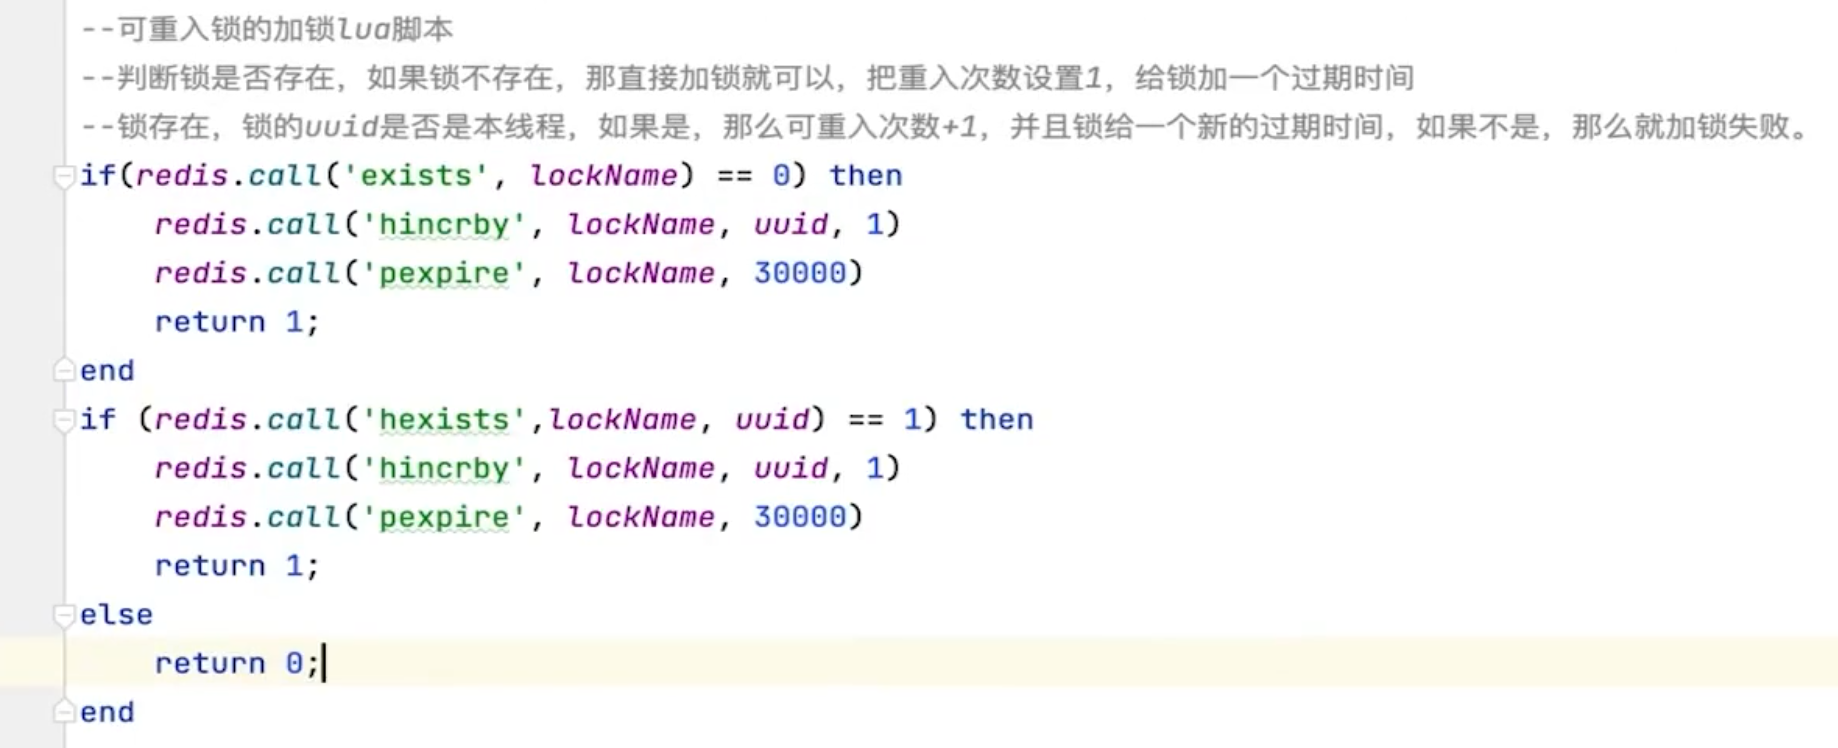 --可重入锁的加锁lua脚本
--判断锁是否存在，如果锁不存在，那直接加锁就可以，把重入次数设置1，给锁加一个过期时间
--锁存在，锁的uuid是否是本线程，如果是，那么可重入次数+1，并且锁给一个新的过期时间，如果不是，那么就加锁失败。
if(redis.call('exists', lockName) == 0) then
    redis.call('hincrby', lockName, uuid, 1)
    redis.call('pexpire', lockName, 30000)
    return 1;
end
if (redis.call('hexists',lockName, uuid) == 1) then
    redis.call('hincrby', lockName, uuid, 1)
    redis.call('pexpire', lockName, 30000)
    return 1;
else
    return 0;
end